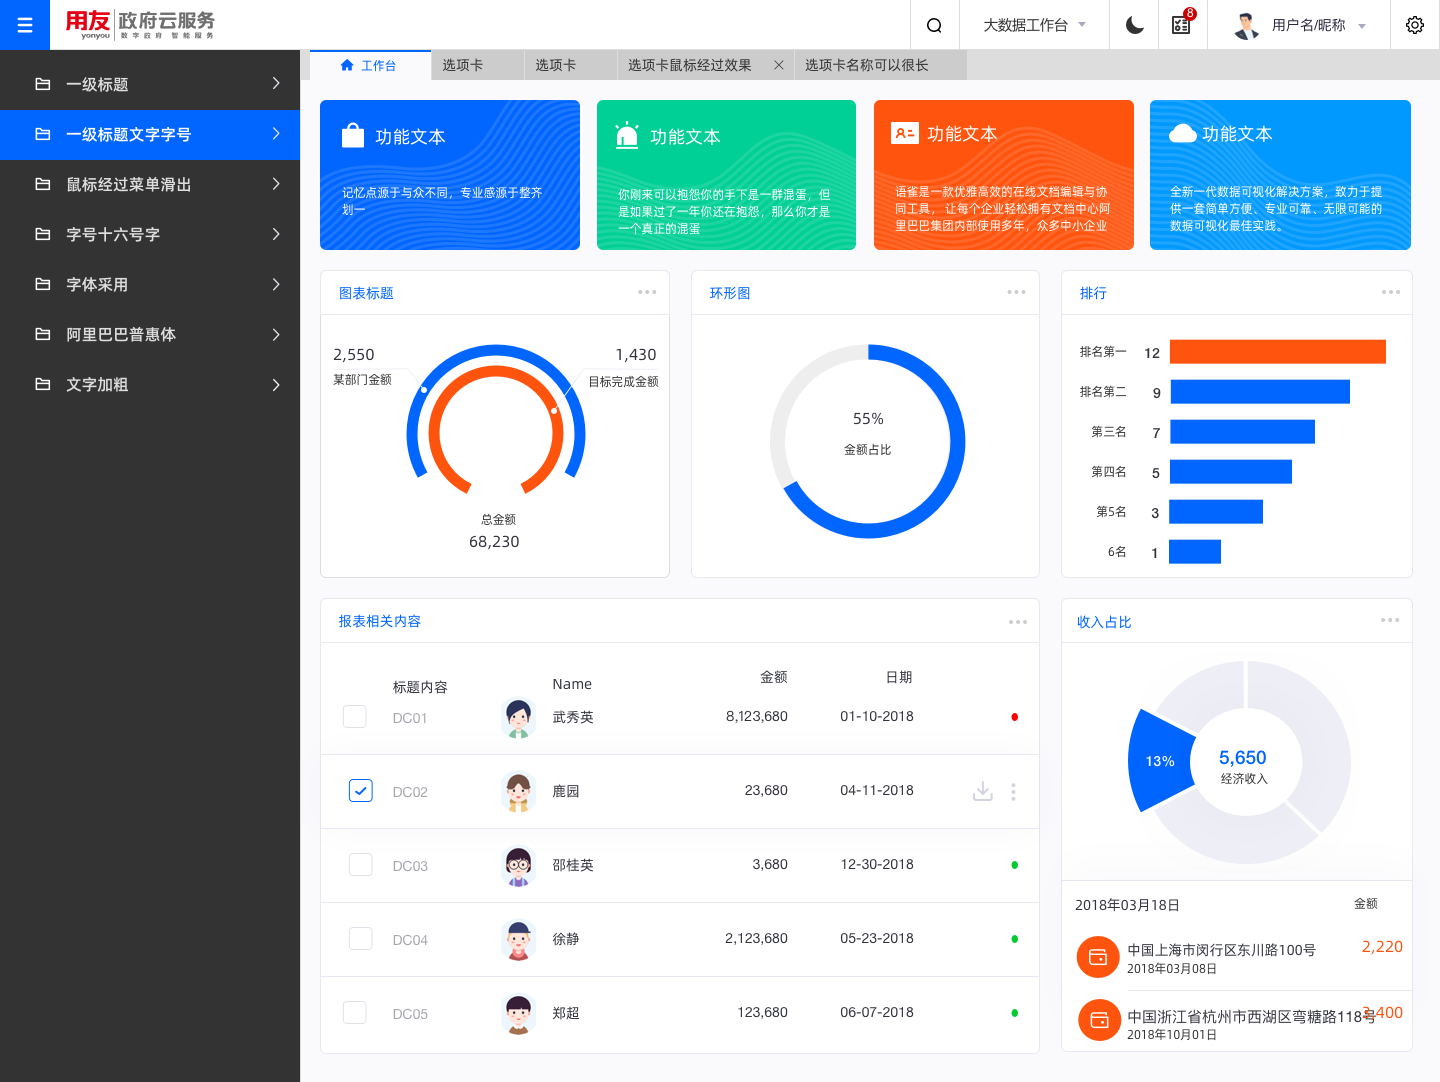 用友 政府云服务
yonyou 数字政府 智能服务
大数据工作台
8
用户名/昵称
一级标题
一级标题文字字号
鼠标经过菜单滑出
字号十六号字
字体采用
阿里巴巴普惠体
文字加粗
工作台
选项卡
选项卡
选项卡鼠标经过效果
选项卡名称可以很长
功能文本
记忆点源于与众不同，专业感源于整齐
划一
功能文本
你刚来可以抱怨你的手下是一群混蛋，但
是如果过了一年你还在抱怨，那么你才是
一个真正的混蛋
功能文本
语雀是一款优雅高效的在线文档编辑与协
同工具， 让每个企业轻松拥有文档中心阿
里巴巴集团内部使用多年，众多中小企业
功能文本
全新一代数据可视化解决方案，致力于提
供一套简单方便、专业可靠、无限可能的
数据可视化最佳实践。
图表标题
2,550
某部门金额
1,430
目标完成金额
总金额
68,230
环形图
55%
金额占比
排行
排名第一 12
排名第二 9
第三名 7
第四名 5
第5名 3
6名 1
报表相关内容
标题内容 Name 金额 日期
DC01 武秀英 8,123,680 01-10-2018
DC02 鹿园 23,680 04-11-2018
DC03 邵桂英 3,680 12-30-2018
DC04 徐静 2,123,680 05-23-2018
DC05 郑超 123,680 06-07-2018
收入占比
13%
5,650
经济收入
2018年03月18日 金额
中国上海市闵行区东川路100号 2,220
2018年03月08日
中国浙江省杭州市西湖区弯糖路118号 3,400
2018年10月01日